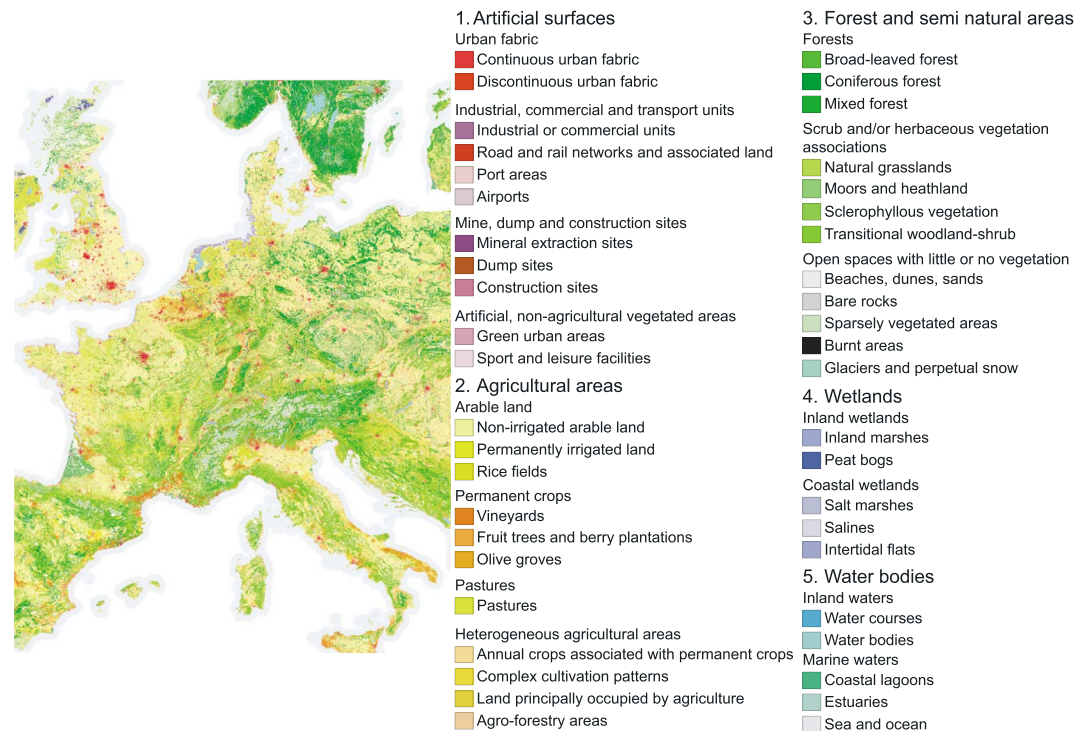 1. Artificial surfaces
Urban fabric
Continuous urban fabric
Discontinuous urban fabric
Industrial, commercial and transport units
Industrial or commercial units
Road and rail networks and associated land
Port areas
Airports
Mine, dump and construction sites
Mineral extraction sites
Dump sites
Construction sites
Artificial, non-agricultural vegetated areas
Green urban areas
Sport and leisure facilities
2. Agricultural areas
Arable land
Non-irrigated arable land
Permanently irrigated land
Rice fields
Permanent crops
Vineyards
Fruit trees and berry plantations
Olive groves
Pastures
Pastures
Heterogeneous agricultural areas
Annual crops associated with permanent crops
Complex cultivation patterns
Land principally occupied by agriculture
Agro-forestry areas
3. Forest and semi natural areas
Forests
Broad-leaved forest
Coniferous forest
Mixed forest
Scrub and/or herbaceous vegetation
associations
Natural grasslands
Moors and heathland
Sclerophyllous vegetation
Transitional woodland-shrub
Open spaces with little or no vegetation
Beaches, dunes, sands
Bare rocks
Sparsely vegetated areas
Burnt areas
Glaciers and perpetual snow
4. Wetlands
Inland wetlands
Inland marshes
Peat bogs
Coastal wetlands
Salt marshes
Salines
Intertidal flats
5. Water bodies
Inland waters
Water courses
Water bodies
Marine waters
Coastal lagoons
Estuaries
Sea and ocean